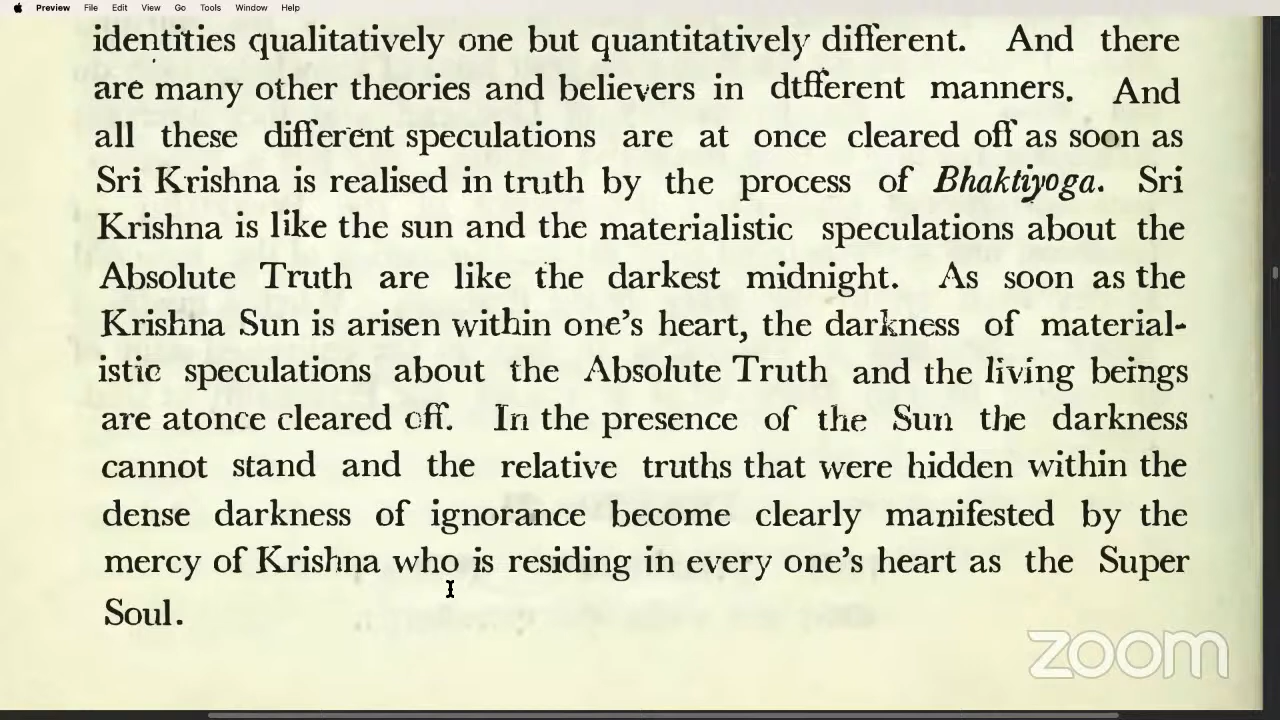 Preview File Edit View Go Tools Window Help
identities qualitatively one but quantitatively different. And there
are many other theories and believers in dtfferent manners. And
all these different speculations are at once cleared off as soon as
Sri Krishna is realised in truth by the process of Bhaktiyoga. Sri
Krishna is like the sun and the materialistic speculations about the
Absolute Truth are like the darkest midnight. As soon as the
Krishna Sun is arisen within one's heart, the darkness of material-
istic speculations about the Absolute Truth and the living beings
are atonce cleared off. In the presence of the Sun the darkness
cannot stand and the relative truths that were hidden within the
dense darkness of ignorance become clearly manifested by the
mercy of Krishna who is residing in every one's heart as the Super
Soul.
zoom